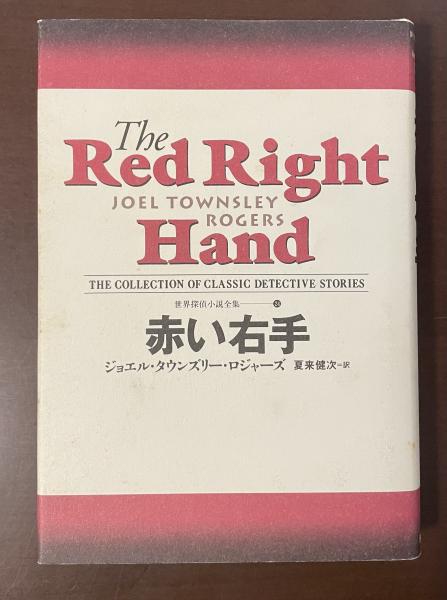 The
Red Right
JOEL TOWNSLEY
ROGERS
Hand
THE COLLECTION OF CLASSIC DETECTIVE STORIES
世界探偵小説全集——㉔
赤い右手
ジョエル・タウンズリー・ロジャーズ 夏来健次=訳